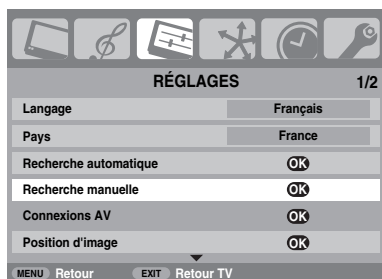 RÉGLAGES 1/2
Langage Français
Pays France
Recherche automatique OK
Recherche manuelle OK
Connexions AV OK
Position d'image OK
MENU Retour EXIT Retour TV